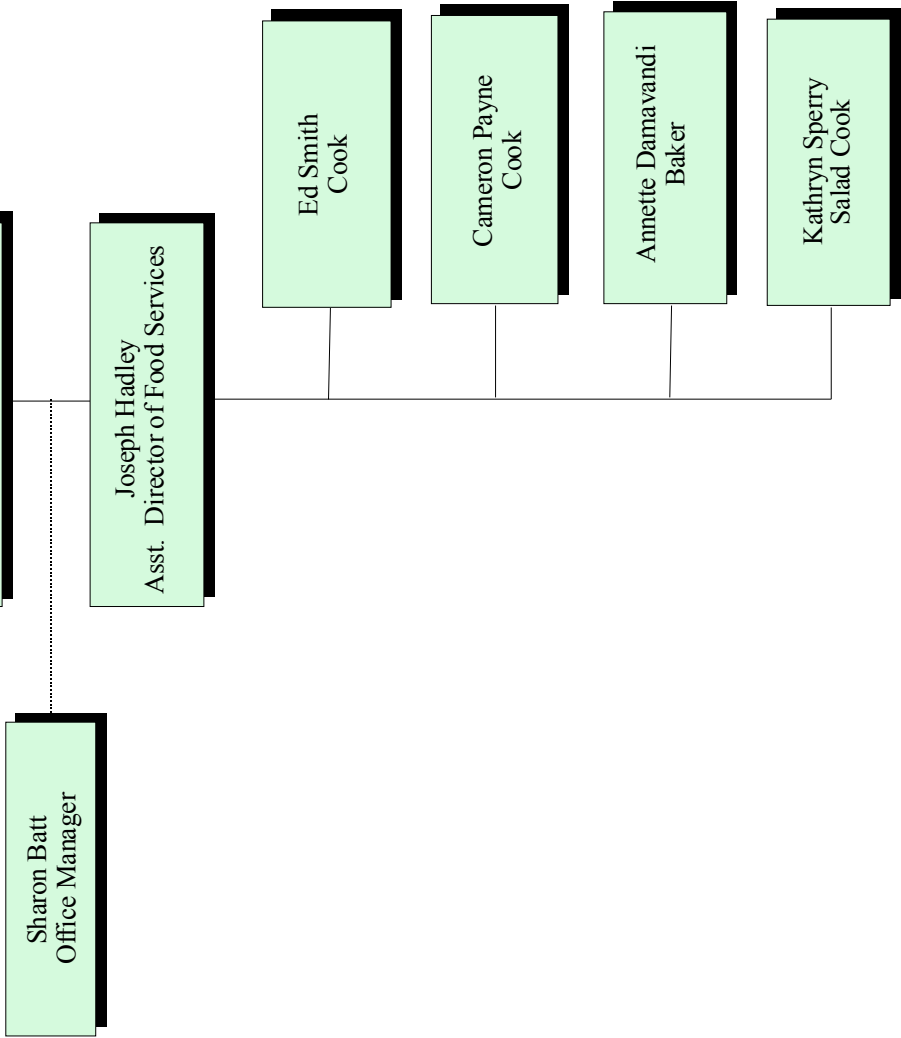 Sharon Batt
Office Manager
Joseph Hadley
Asst. Director of Food Services
Ed Smith
Cook
Cameron Payne
Cook
Annette Damavandi
Baker
Kathryn Sperry
Salad Cook